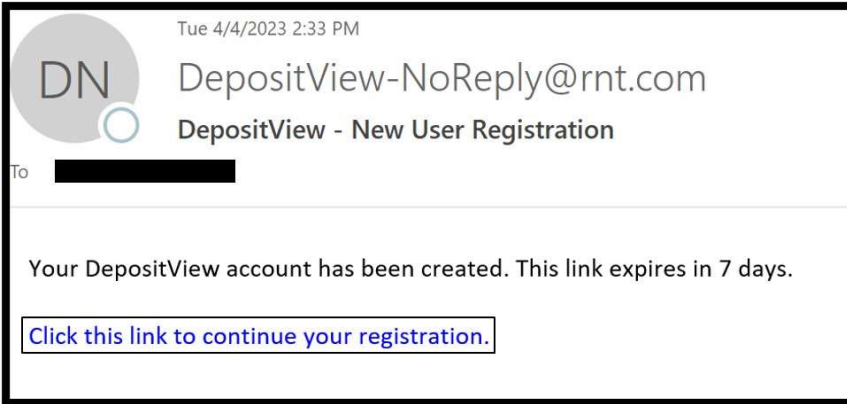 Tue 4/4/2023 2:33 PM
DN
DepositView-NoReply@rnt.com
DepositView - New User Registration
To
Your DepositView account has been created. This link expires in 7 days.
Click this link to continue your registration.